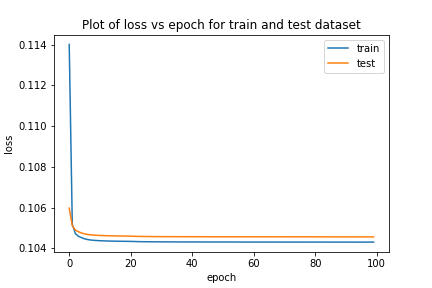 Plot of loss vs epoch for train and test dataset
train
test
0.114
0.112
0.110
0.108
0.106
0.104
loss
0 20 40 60 80 100
epoch